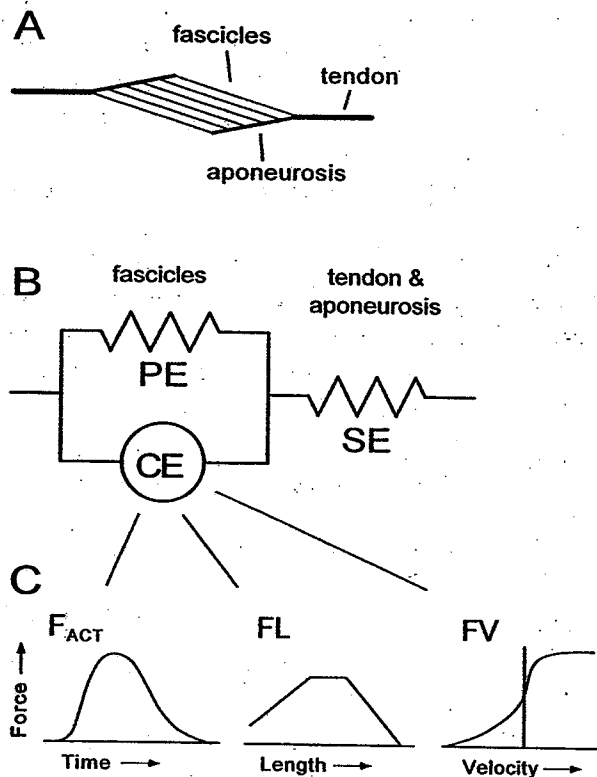 A
fascicles
tendon
aponeurosis
B
fascicles
tendon &
aponeurosis
PE
SE
CE
C
FACT
FL
FV
Force
Time
Length
Velocity